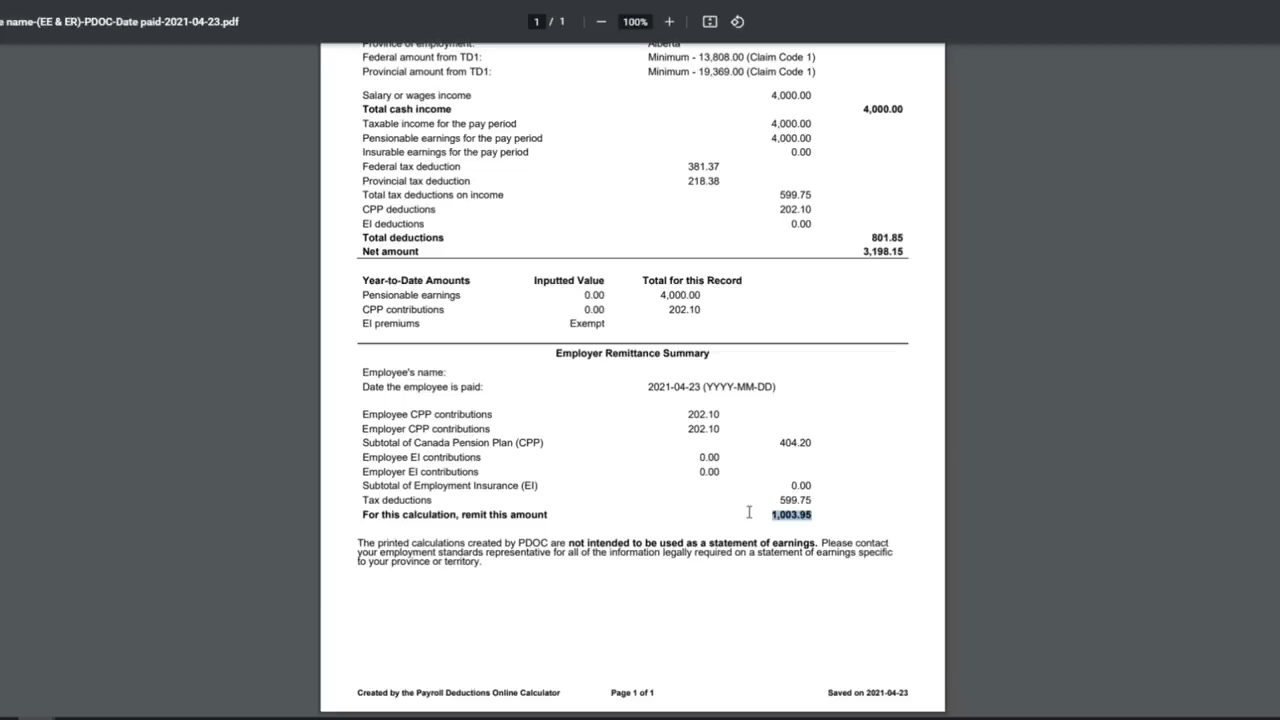 e name-(EE & ER)-PDOC-Date paid-2021-04-23.pdf 1 / 1 — 100% +
Province of employment: Alberta
Federal amount from TD1: Minimum - 13,808.00 (Claim Code 1)
Provincial amount from TD1: Minimum - 19,369.00 (Claim Code 1)
Salary or wages income 4,000.00
Total cash income 4,000.00
Taxable income for the pay period 4,000.00
Pensionable earnings for the pay period 4,000.00
Insurable earnings for the pay period 0.00
Federal tax deduction 381.37
Provincial tax deduction 218.38
Total tax deductions on income 599.75
CPP deductions 202.10
EI deductions 0.00
Total deductions 801.85
Net amount 3,198.15
Year-to-Date Amounts Inputted Value Total for this Record
Pensionable earnings 0.00 4,000.00
CPP contributions 0.00 202.10
EI premiums Exempt
Employer Remittance Summary
Employee's name:
Date the employee is paid: 2021-04-23 (YYYY-MM-DD)
Employee CPP contributions 202.10
Employer CPP contributions 202.10
Subtotal of Canada Pension Plan (CPP) 404.20
Employee EI contributions 0.00
Employer EI contributions 0.00
Subtotal of Employment Insurance (EI) 0.00
Tax deductions 599.75
For this calculation, remit this amount 1,003.95
The printed calculations created by PDOC are not intended to be used as a statement of earnings. Please contact
your employment standards representative for all of the information legally required on a statement of earnings specific
to your province or territory.
Created by the Payroll Deductions Online Calculator Page 1 of 1 Saved on 2021-04-23